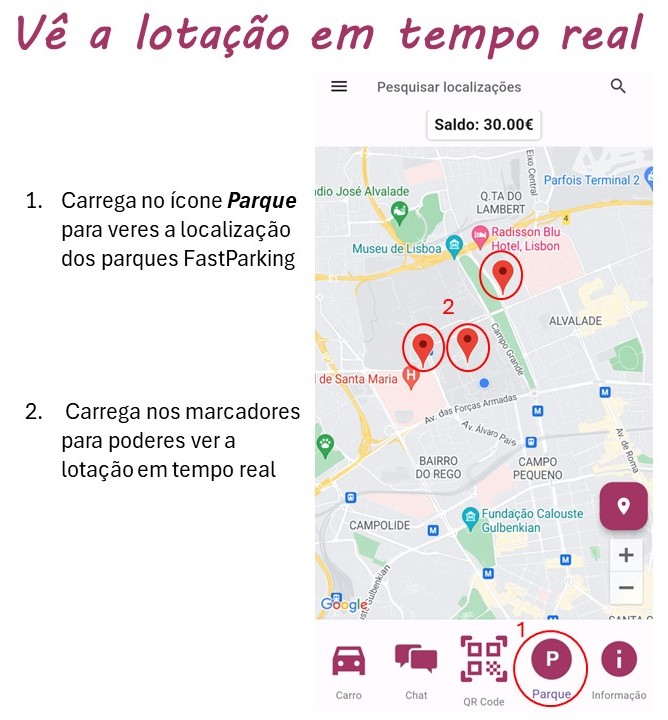 Vê a lotação em tempo real
1. Carrega no ícone Parque
para veres a localização
dos parques FastParking
2. Carrega nos marcadores
para poderes ver a
lotação em tempo real
Pesquisar localizações
Saldo: 30.00€
Eixo Central
Parfois Terminal 2
dio José Alvalade
Q.TA DO
LAMBERT
4
Radisson Blu
Hotel, Lisbon
Museu de Lisboa
2
ALVALADE
Campo Grande
l de Santa Maria
H
M
Av. das Forças Armadas
M
Av. Álvaro Pais
Av. de Roma
BAIRRO
DO REGO
CAMPO
PEQUENO
Fundação Calouste
Gulbenkian
CAMPOLIDE
M
M
M
Gulbenkian
+
−
Google
1
P
i
Carro
Chat
QR Code
Parque
Informação